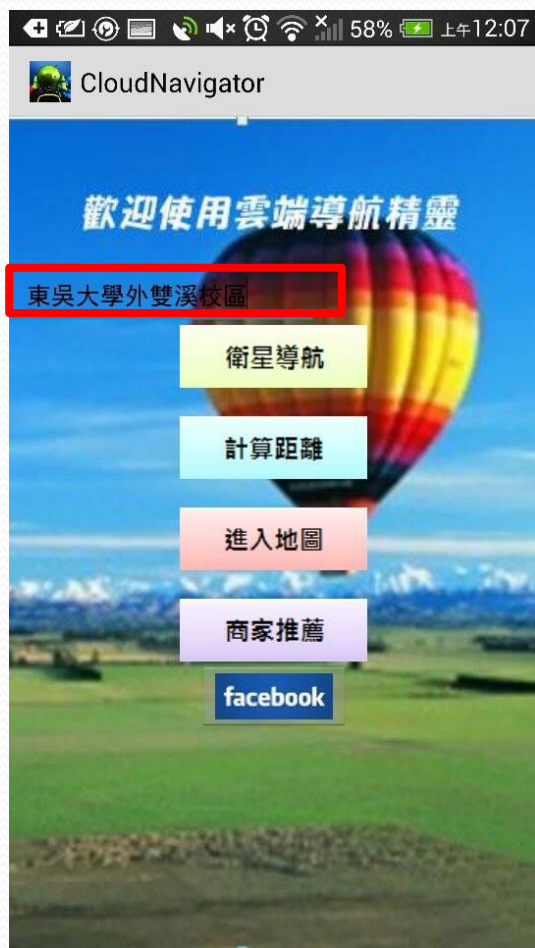 58% 上午12:07
CloudNavigator
歡迎使用雲端導航精靈
東吳大學外雙溪校區
衛星導航
計算距離
進入地圖
商家推薦
facebook